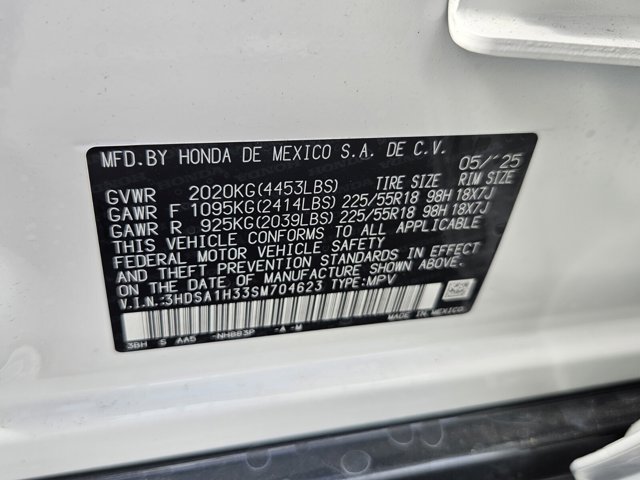 MFD.BY HONDA DE MEXICO S.A. DE C.V. 05/'25
GVWR 2020KG(4453LBS) TIRE SIZE RIM SIZE
GAWR F 1095KG(2414LBS) 225/55R18 98H 18X7J
GAWR R 925KG(2039LBS) 225/55R18 98H 18X7J
THIS VEHICLE CONFORMS TO ALL APPLICABLE
FEDERAL MOTOR VEHICLE SAFETY
AND THEFT PREVENTION STANDARDS IN EFFECT
ON THE DATE OF MANUFACTURE SHOWN ABOVE.
V.I.N.:3HDSA1H33SM704623 TYPE:MPV
3BH S AA5 -NH883P -A -M
MADE IN MEXICO